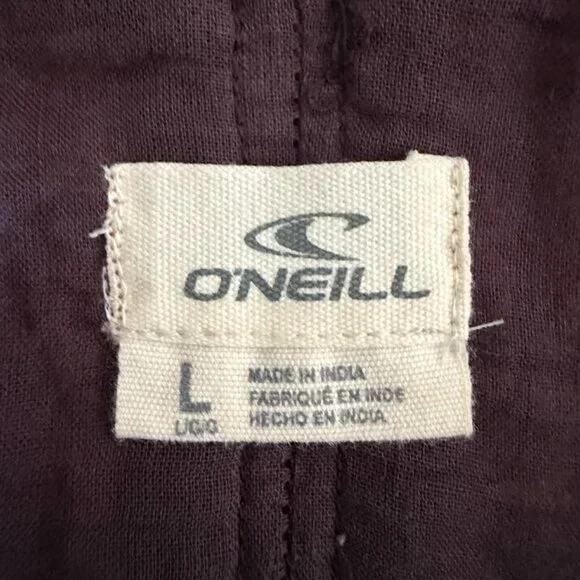 O'NEILL
L
L/G/G
MADE IN INDIA
FABRIQUÉ EN INDE
HECHO EN INDIA